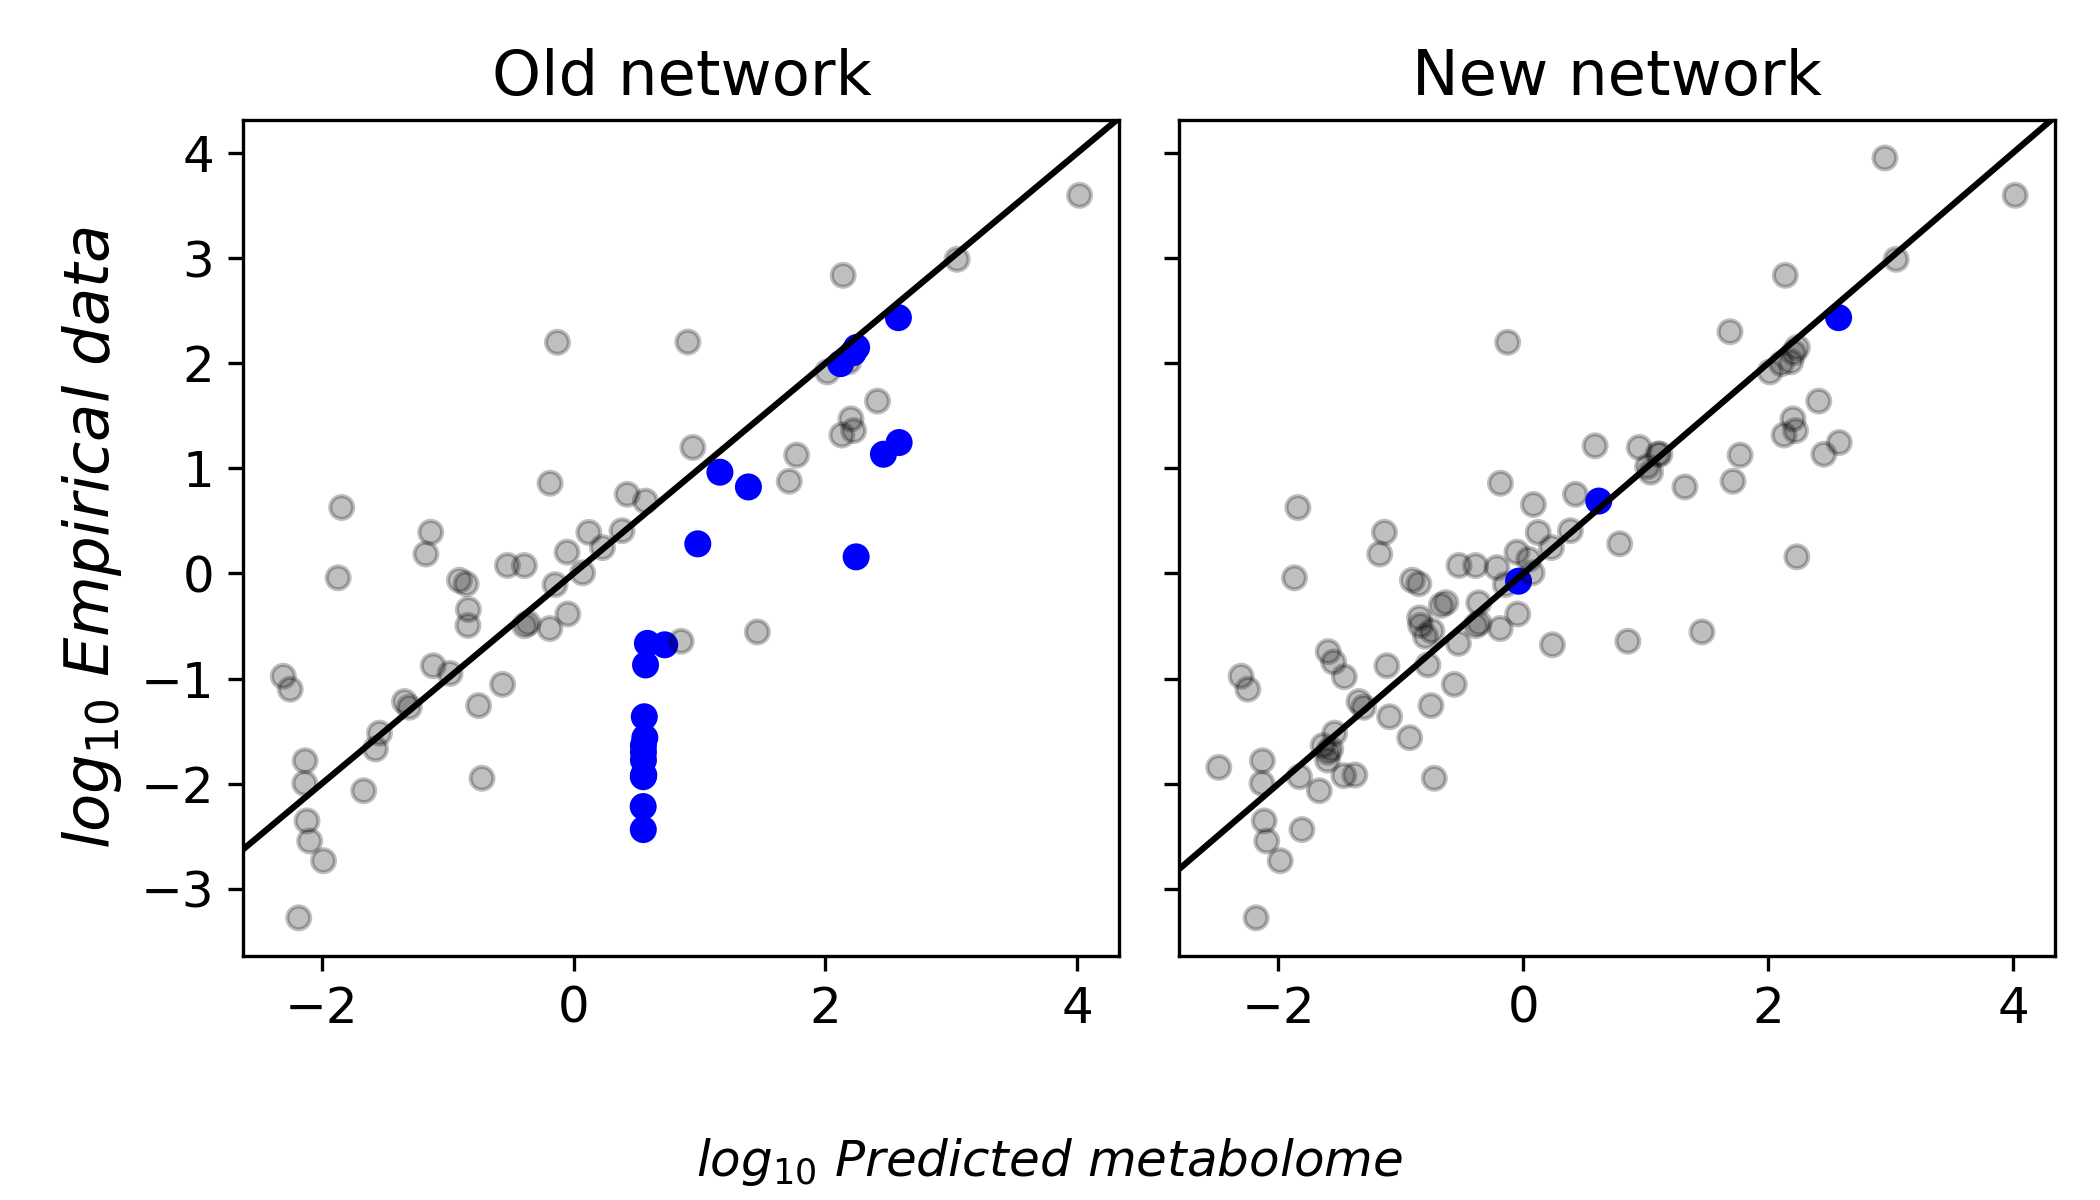 Old network
New network
log10 Empirical data
4
3
2
1
0
−1
−2
−3
−2 0 2 4
−2 0 2 4
log10 Predicted metabolome